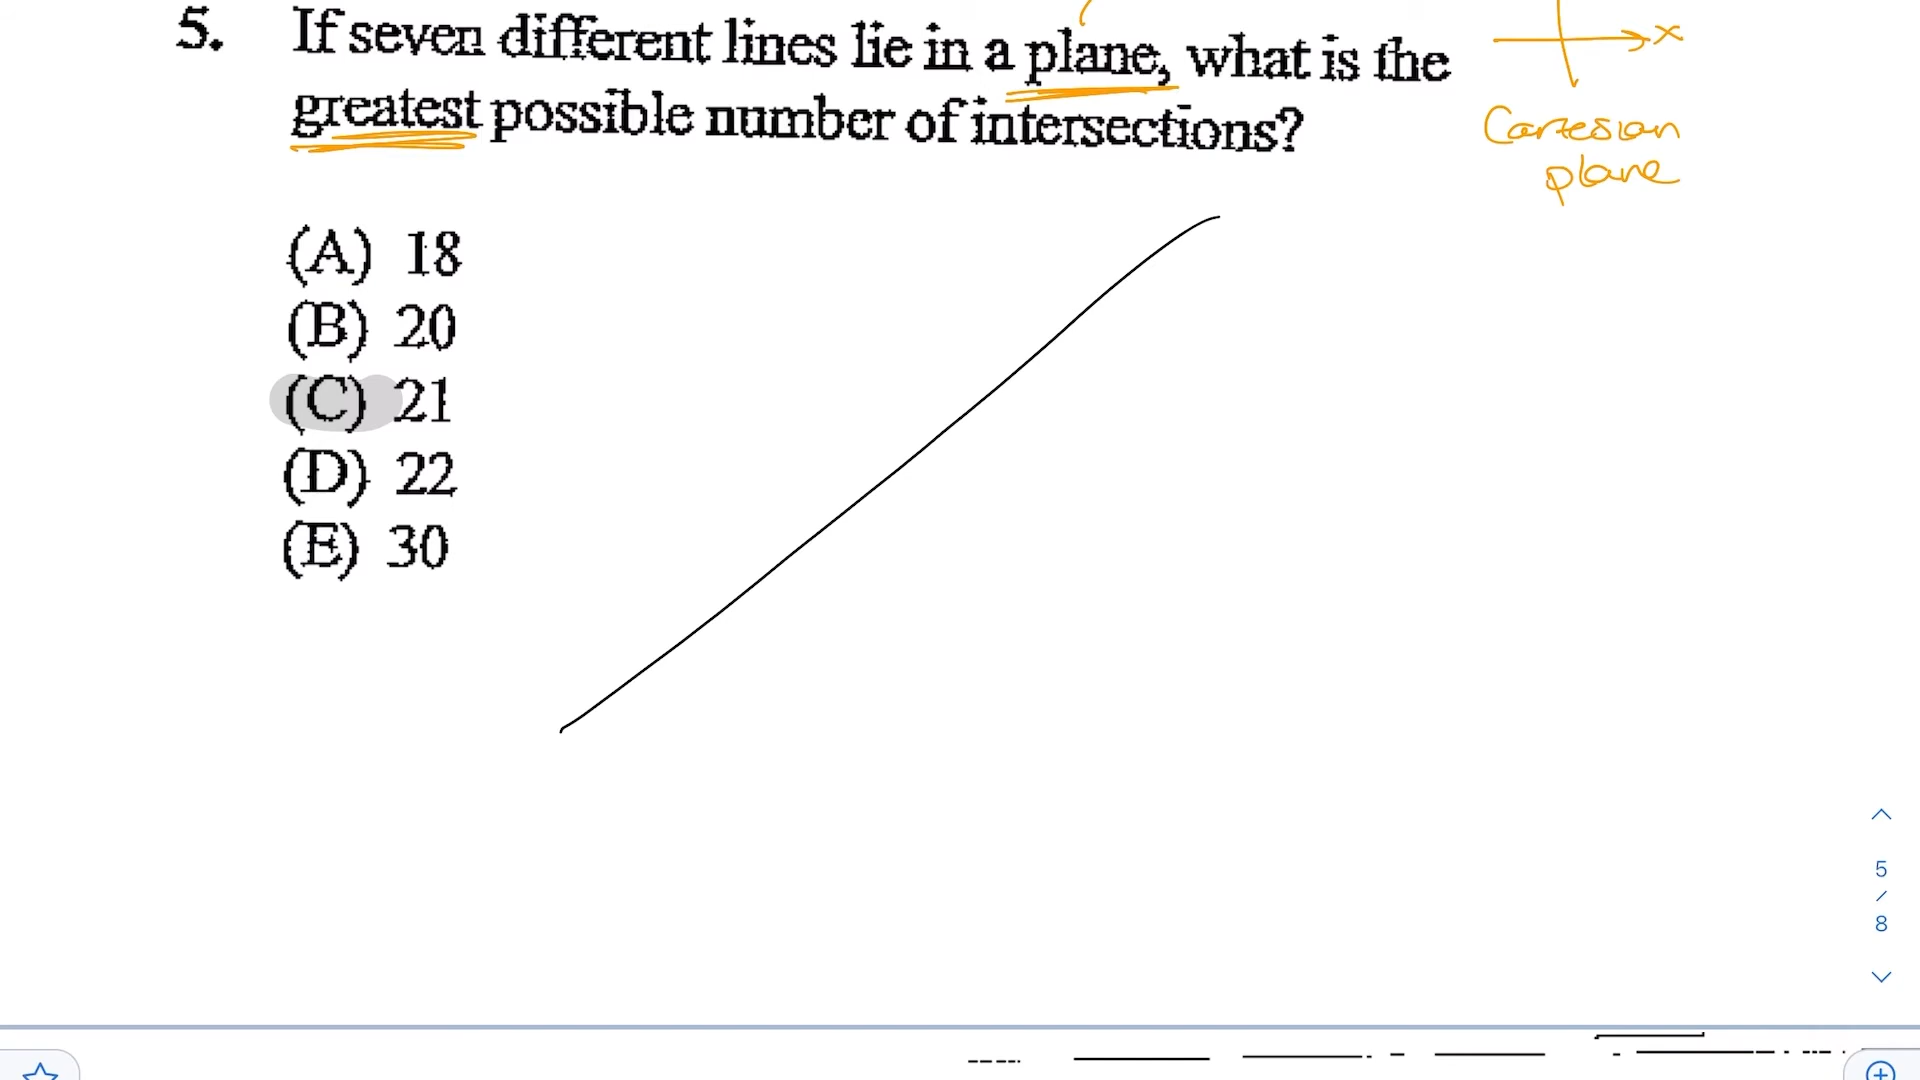 5. If seven different lines lie in a plane, what is the
greatest possible number of intersections?
x
Cartesian
plane
(A) 18
(B) 20
(C) 21
(D) 22
(E) 30
5
/
8